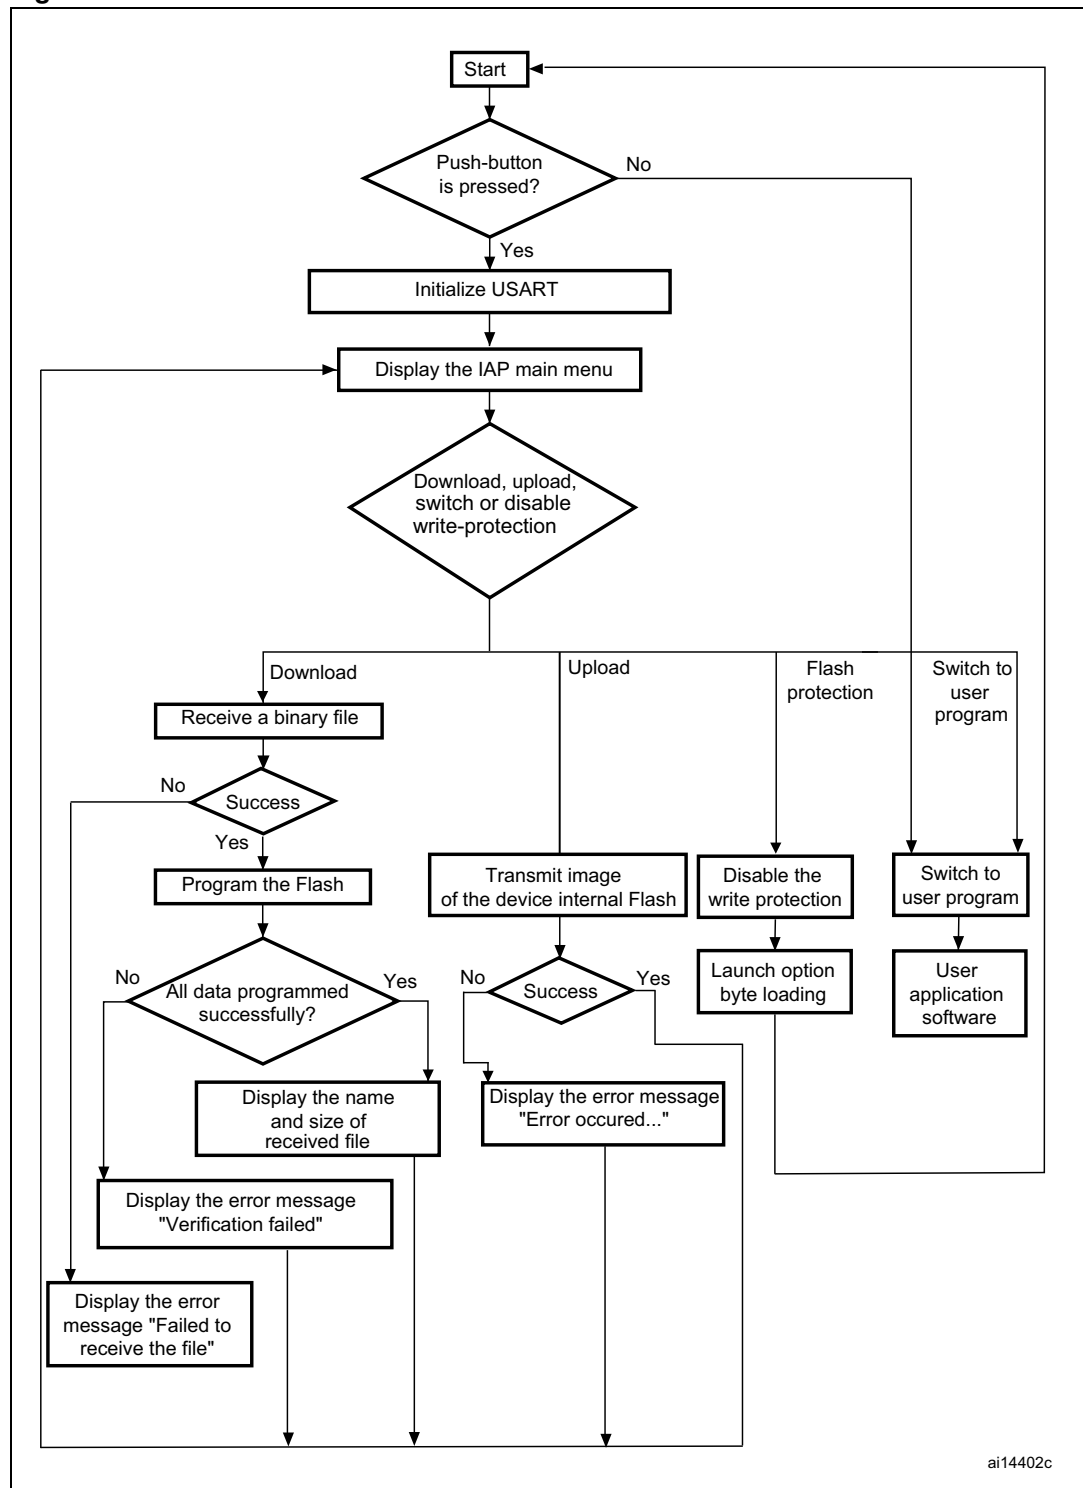 Start
Push-button
is pressed?
No
Yes
Initialize USART
Display the IAP main menu
Download, upload,
switch or disable
write-protection
Download
Upload
Flash
protection
Switch to
user
program
Receive a binary file
No
Success
Yes
Program the Flash
Transmit image
of the device internal Flash
Disable the
write protection
Switch to
user program
No
All data programmed
successfully?
Yes
No
Success
Yes
Launch option
byte loading
User
application
software
Display the name
and size of
received file
Display the error message
"Error occured..."
Display the error message
"Verification failed"
Display the error
message "Failed to
receive the file"
ai14402c